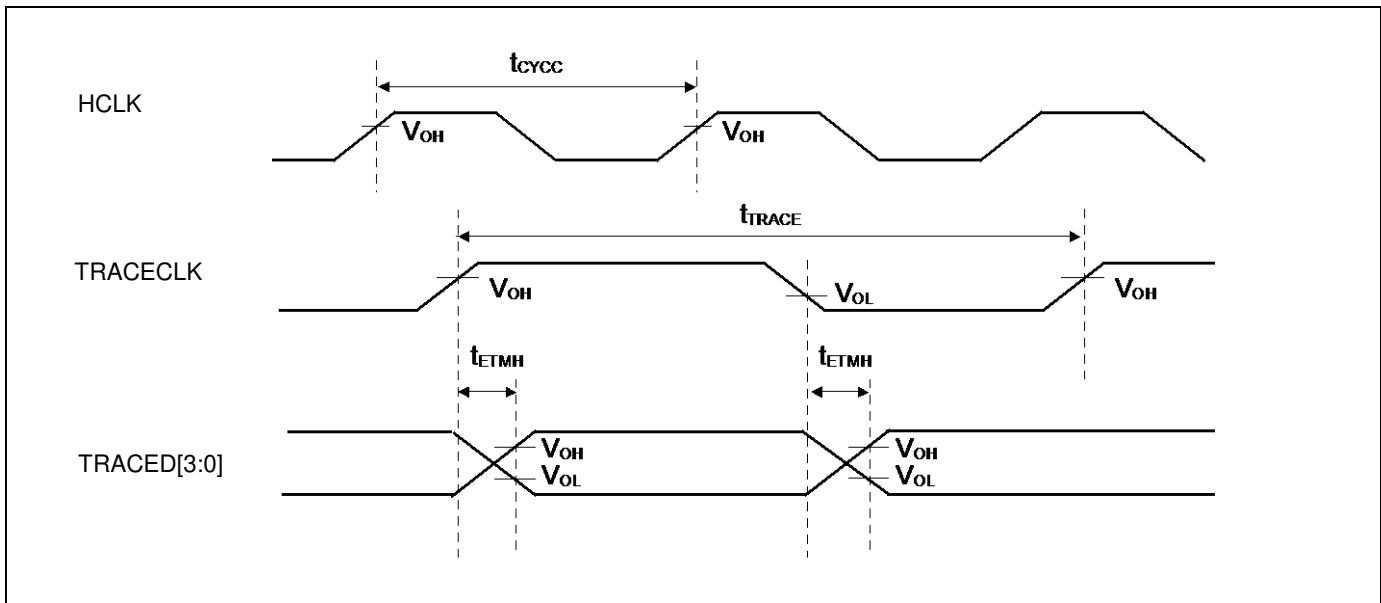 tCYCC
HCLK
VOH VOH
tTRACE
TRACECLK
VOH VOL VOH
tETMH tETMH
VOH VOH
TRACED[3:0]
VOL VOL